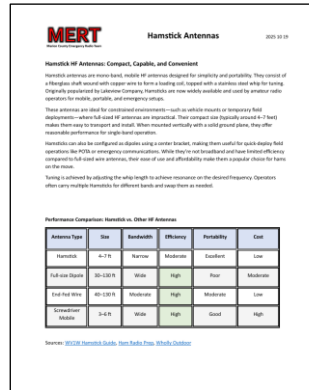 MERT
Hamstick Antennas
2025 10 19
Hamstick HF Antennas: Compact, Capable, and Convenient
Hamstick antennas are mono-band, mobile HF antennas designed for simplicity and portability. They consist of
a fiberglass shaft wound with copper wire to form a loading coil, topped with a stainless steel whip for tuning.
Originally popularized by Lakeview Company, Hamsticks are now widely available and used by amateur radio
operators for mobile, portable, and emergency setups.
These antennas are ideal for constrained environments—such as vehicle mounts or temporary field
deployments—where full-sized HF antennas are impractical. Their compact size (typically around 4–7 feet)
makes them easy to transport and install. When mounted vertically with a solid ground plane, they offer
reasonable performance for single-band operation.
Hamsticks can also be configured as dipoles using a center bracket, making them useful for quick-deploy field
operations like POTA or emergency communications. While they're not broadband and have limited efficiency
compared to full-sized wire antennas, their ease of use and affordability make them a popular choice for hams
on the move.
Tuning is achieved by adjusting the whip length to achieve resonance on the desired frequency. Operators
often carry multiple Hamsticks for different bands and swap them as needed.
Performance Comparison: Hamstick vs. Other HF Antennas
Antenna Type Size Bandwidth Efficiency Portability Cost
Hamstick 4–7 ft Narrow Moderate Excellent Low
Full-size Dipole 30–130 ft Wide High Poor Moderate
End-Fed Wire 40–130 ft Moderate High Moderate Low
Screwdriver
Mobile 3–6 ft Wide High Good High
Sources: WV1W Hamstick Guide, Ham Radio Prep, Wholly Outdoor